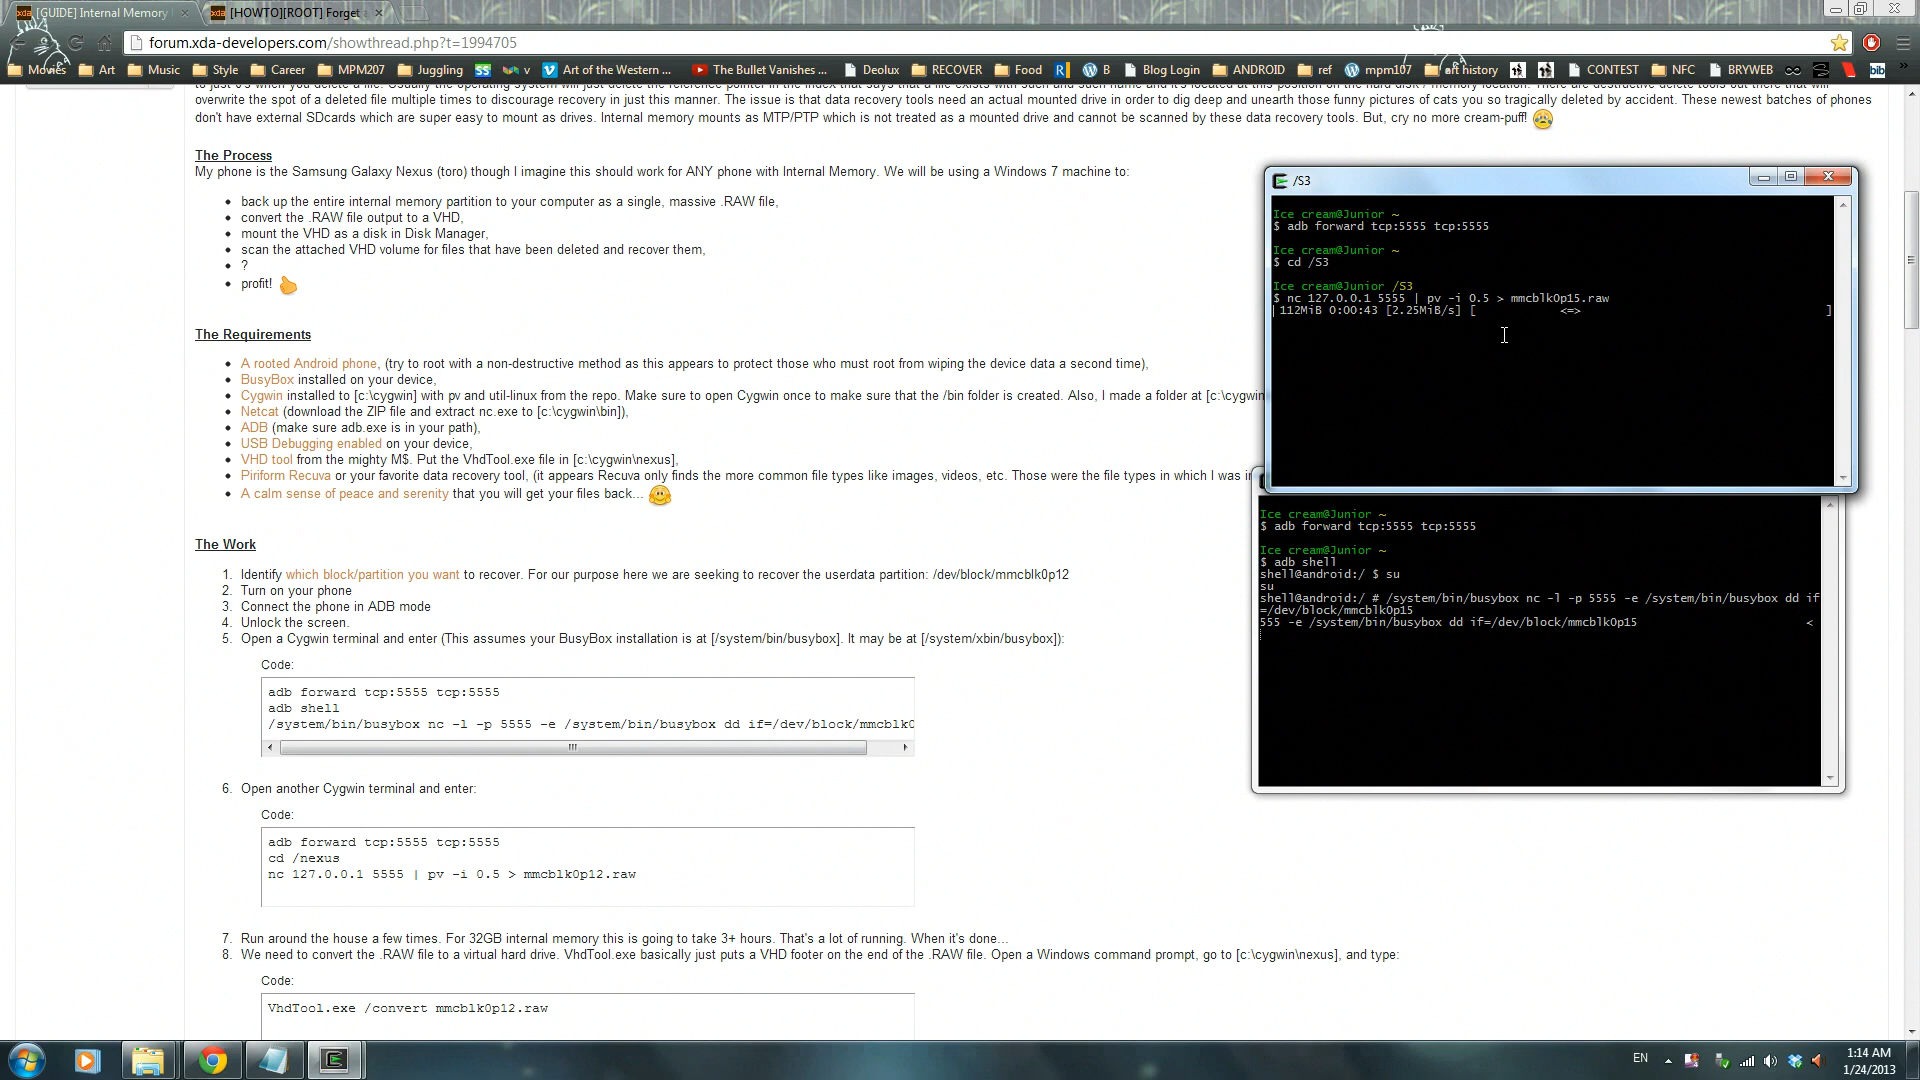 [GUIDE] Internal Memory
[HOWTO][ROOT] Forget
forum.xda-developers.com/showthread.php?t=1994705
Movies Art Music Style Career MPM207 Juggling v Art of the Western ... The Bullet Vanishes ... Deolux RECOVER Food B Blog Login ANDROID ref mpm107 art history CONTEST NFC BRYWEB bib »
overwrite the spot of a deleted file multiple times to discourage recovery in just this manner. The issue is that data recovery tools need an actual mounted drive in order to dig deep and unearth those funny pictures of cats you so tragically deleted by accident. These newest batches of phones
don't have external SDcards which are super easy to mount as drives. Internal memory mounts as MTP/PTP which is not treated as a mounted drive and cannot be scanned by these data recovery tools. But, cry no more cream-puff!
The Process
My phone is the Samsung Galaxy Nexus (toro) though I imagine this should work for ANY phone with Internal Memory. We will be using a Windows 7 machine to:
• back up the entire internal memory partition to your computer as a single, massive .RAW file,
• convert the .RAW file output to a VHD,
• mount the VHD as a disk in Disk Manager,
• scan the attached VHD volume for files that have been deleted and recover them,
• ?
• profit!
The Requirements
• A rooted Android phone, (try to root with a non-destructive method as this appears to protect those who must root from wiping the device data a second time),
• BusyBox installed on your device,
• Cygwin installed to [c:\cygwin] with pv and util-linux from the repo. Make sure to open Cygwin once to make sure that the /bin folder is created. Also, I made a folder at [c:\cygwin
• Netcat (download the ZIP file and extract nc.exe to [c:\cygwin\bin]),
• ADB (make sure adb.exe is in your path),
• USB Debugging enabled on your device,
• VHD tool from the mighty M$. Put the VhdTool.exe file in [c:\cygwin\nexus],
• Piriform Recuva or your favorite data recovery tool, (it appears Recuva only finds the more common file types like images, videos, etc. Those were the file types in which I was in
• A calm sense of peace and serenity that you will get your files back...
The Work
1. Identify which block/partition you want to recover. For our purpose here we are seeking to recover the userdata partition: /dev/block/mmcblk0p12
2. Turn on your phone
3. Connect the phone in ADB mode
4. Unlock the screen.
5. Open a Cygwin terminal and enter (This assumes your BusyBox installation is at [/system/bin/busybox]. It may be at [/system/xbin/busybox]):
Code:
adb forward tcp:5555 tcp:5555
adb shell
/system/bin/busybox nc -l -p 5555 -e /system/bin/busybox dd if=/dev/block/mmcblk0
6. Open another Cygwin terminal and enter:
Code:
adb forward tcp:5555 tcp:5555
cd /nexus
nc 127.0.0.1 5555 | pv -i 0.5 > mmcblk0p12.raw
7. Run around the house a few times. For 32GB internal memory this is going to take 3+ hours. That's a lot of running. When it's done...
8. We need to convert the .RAW file to a virtual hard drive. VhdTool.exe basically just puts a VHD footer on the end of the .RAW file. Open a Windows command prompt, go to [c:\cygwin\nexus], and type:
Code:
VhdTool.exe /convert mmcblk0p12.raw
/S3
Ice cream@Junior ~
$ adb forward tcp:5555 tcp:5555
Ice cream@Junior ~
$ cd /S3
Ice cream@Junior /S3
$ nc 127.0.0.1 5555 | pv -i 0.5 > mmcblk0p15.raw
112MiB 0:00:43 [2.25MiB/s] [ <=> ]
Ice cream@Junior ~
$ adb forward tcp:5555 tcp:5555
Ice cream@Junior ~
$ adb shell
shell@android:/ $ su
su
shell@android:/ # /system/bin/busybox nc -l -p 5555 -e /system/bin/busybox dd if
=/dev/block/mmcblk0p15
555 -e /system/bin/busybox dd if=/dev/block/mmcblk0p15 <
EN
1:14 AM
1/24/2013